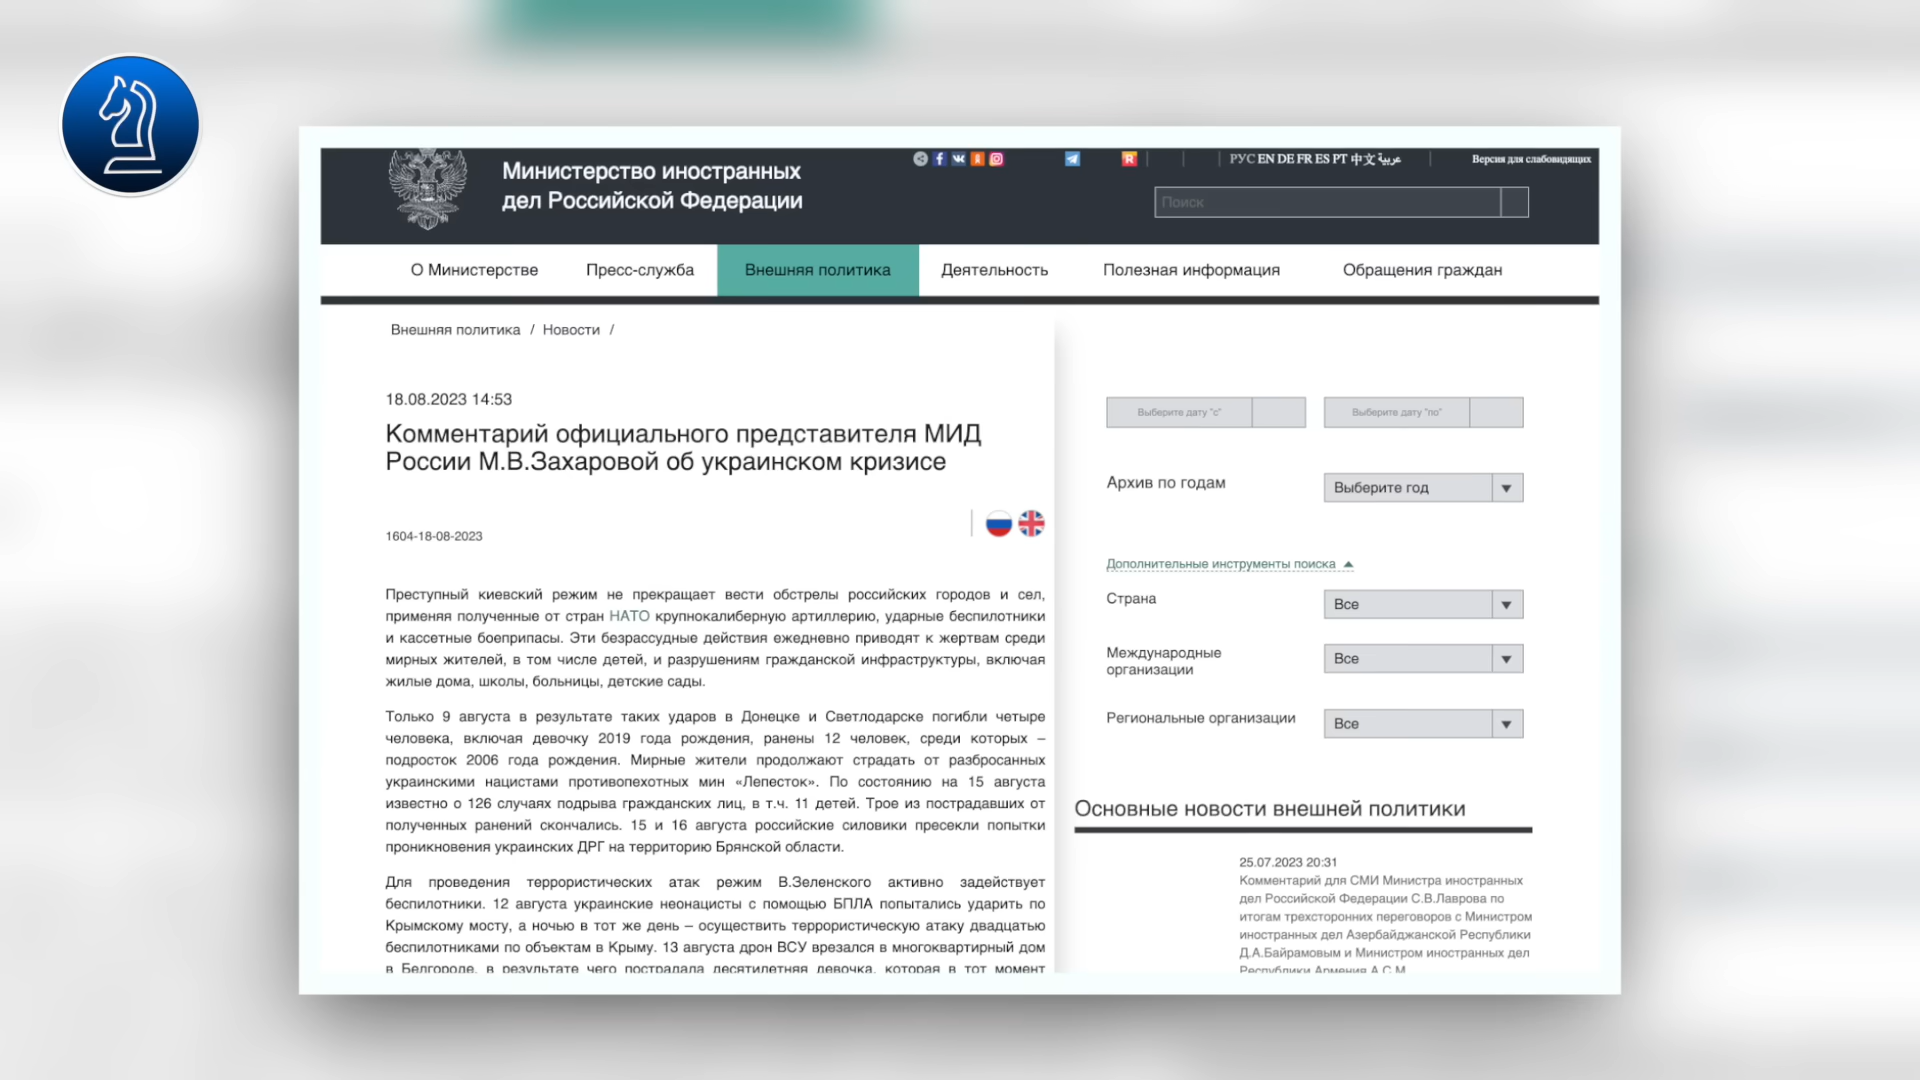 Министерство иностранных
дел Российской Федерации
РУС EN DE FR ES PT 中文 عربية
Версия для слабовидящих
Поиск
О Министерстве
Пресс-служба
Внешняя политика
Деятельность
Полезная информация
Обращения граждан
Внешняя политика / Новости /
18.08.2023 14:53
Комментарий официального представителя МИД
России М.В.Захаровой об украинском кризисе
1604-18-08-2023
Преступный киевский режим не прекращает вести обстрелы российских городов и сел,
применяя полученные от стран НАТО крупнокалиберную артиллерию, ударные беспилотники
и кассетные боеприпасы. Эти безрассудные действия ежедневно приводят к жертвам среди
мирных жителей, в том числе детей, и разрушениям гражданской инфраструктуры, включая
жилые дома, школы, больницы, детские сады.
Только 9 августа в результате таких ударов в Донецке и Светлодарске погибли четыре
человека, включая девочку 2019 года рождения, ранены 12 человек, среди которых –
подросток 2006 года рождения. Мирные жители продолжают страдать от разбросанных
украинскими нацистами противопехотных мин «Лепесток». По состоянию на 15 августа
известно о 126 случаях подрыва гражданских лиц, в т.ч. 11 детей. Трое из пострадавших от
полученных ранений скончались. 15 и 16 августа российские силовики пресекли попытки
проникновения украинских ДРГ на территорию Брянской области.
Для проведения террористических атак режим В.Зеленского активно задействует
беспилотники. 12 августа украинские неонацисты с помощью БПЛА попытались ударить по
Крымскому мосту, а ночью в тот же день – осуществить террористическую атаку двадцатью
беспилотниками по объектам в Крыму. 13 августа дрон ВСУ врезался в многоквартирный дом
в Белгороде, в результате чего пострадала десятилетняя девочка, которая в тот момент
Выберите дату "с"
Выберите дату "по"
Архив по годам
Выберите год
Дополнительные инструменты поиска
Страна
Все
Международные
организации
Все
Региональные организации
Все
Основные новости внешней политики
25.07.2023 20:31
Комментарий для СМИ Министра иностранных
дел Российской Федерации С.В.Лаврова по
итогам трехсторонних переговоров с Министром
иностранных дел Азербайджанской Республики
Д.А.Байрамовым и Министром иностранных дел
Республики Армения А.С.М